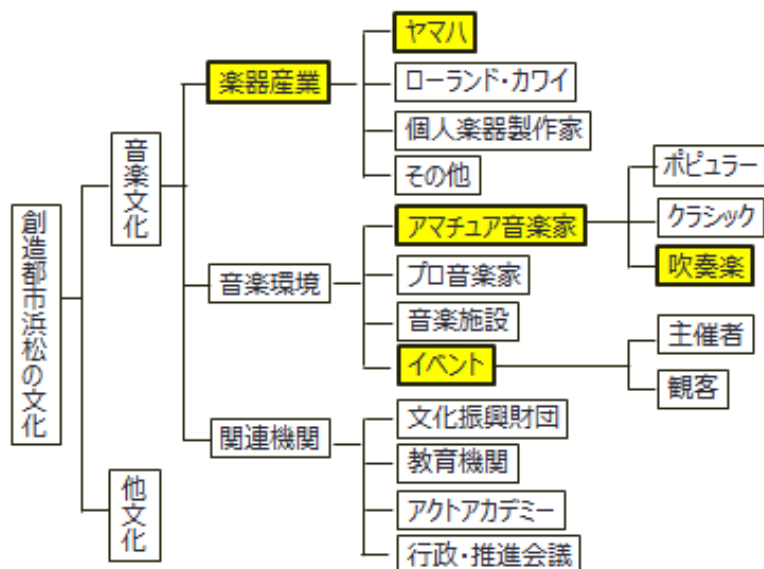 創造都市浜松の文化
音楽文化
楽器産業
ヤマハ
ローランド・カワイ
個人楽器製作家
その他
音楽環境
アマチュア音楽家
ポピュラー
クラシック
吹奏楽
プロ音楽家
音楽施設
イベント
主催者
観客
関連機関
文化振興財団
教育機関
アクトアカデミー
行政・推進会議
他文化